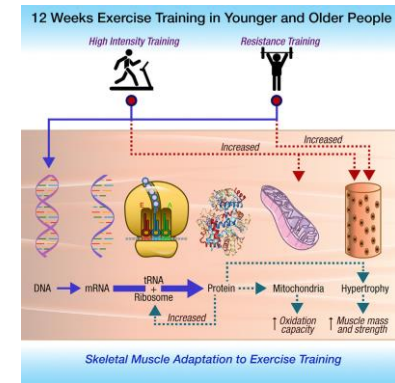 12 Weeks Exercise Training in Younger and Older People
High Intensity Training
Resistance Training
Increased
Increased
DNA
mRNA
tRNA
+
Ribosome
Protein
Mitochondria
Hypertrophy
Increased
↑ Oxidation
capacity
↑ Muscle mass
and strength
Skeletal Muscle Adaptation to Exercise Training